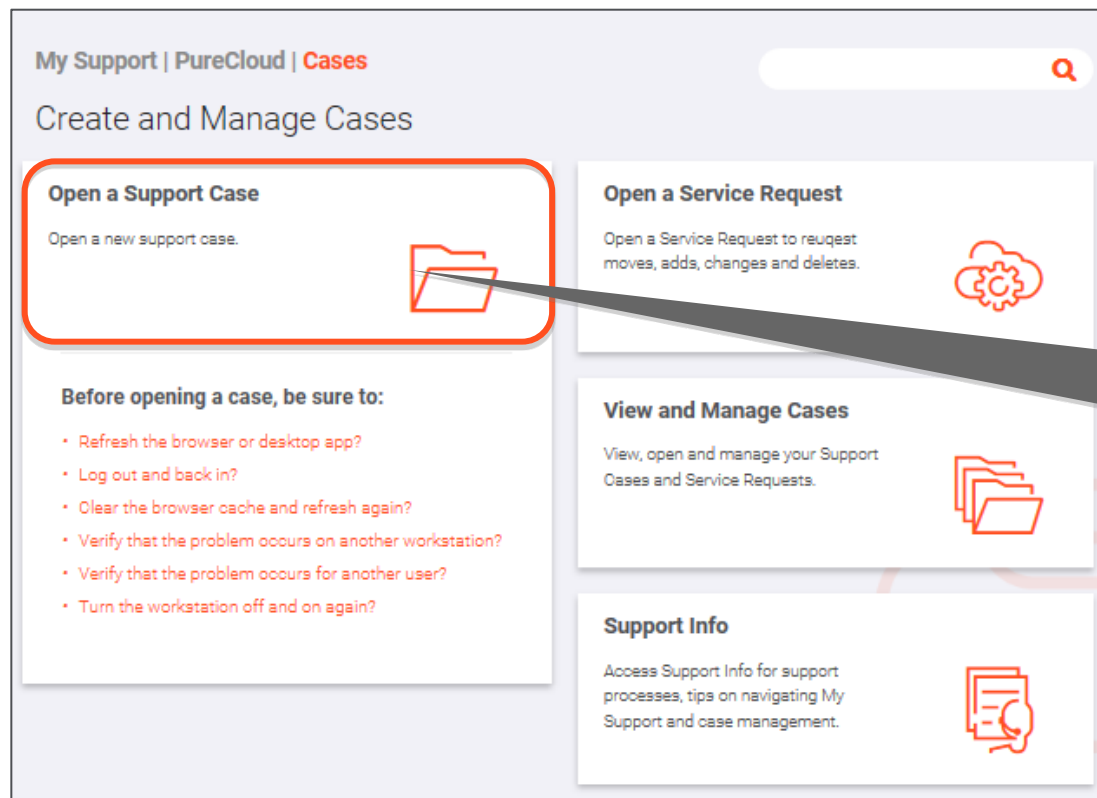 My Support | PureCloud | Cases
Create and Manage Cases
Open a Support Case
Open a new support case.
Before opening a case, be sure to:
• Refresh the browser or desktop app?
• Log out and back in?
• Clear the browser cache and refresh again?
• Verify that the problem occurs on another workstation?
• Verify that the problem occurs for another user?
• Turn the workstation off and on again?
Open a Service Request
Open a Service Request to reuqest
moves, adds, changes and deletes.
View and Manage Cases
View, open and manage your Support
Cases and Service Requests.
Support Info
Access Support Info for support
processes, tips on navigating My
Support and case management.